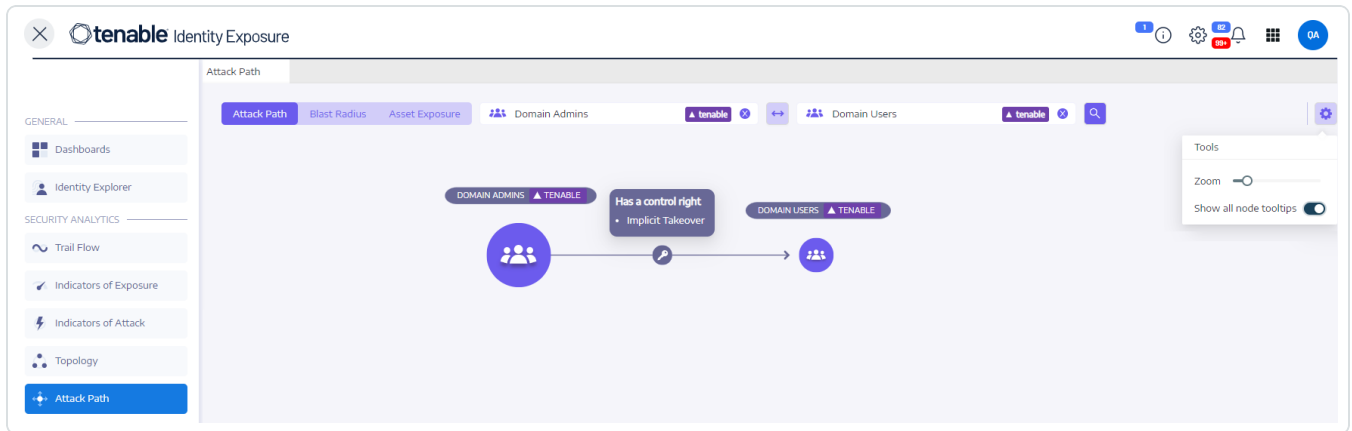 tenable Identity Exposure
1
82
99+
QA
Attack Path
Attack Path
Blast Radius
Asset Exposure
Domain Admins
tenable
Domain Users
tenable
GENERAL
Dashboards
Identity Explorer
SECURITY ANALYTICS
Trail Flow
Indicators of Exposure
Indicators of Attack
Topology
Attack Path
DOMAIN ADMINS TENABLE
Has a control right
• Implicit Takeover
DOMAIN USERS TENABLE
Tools
Zoom
Show all node tooltips